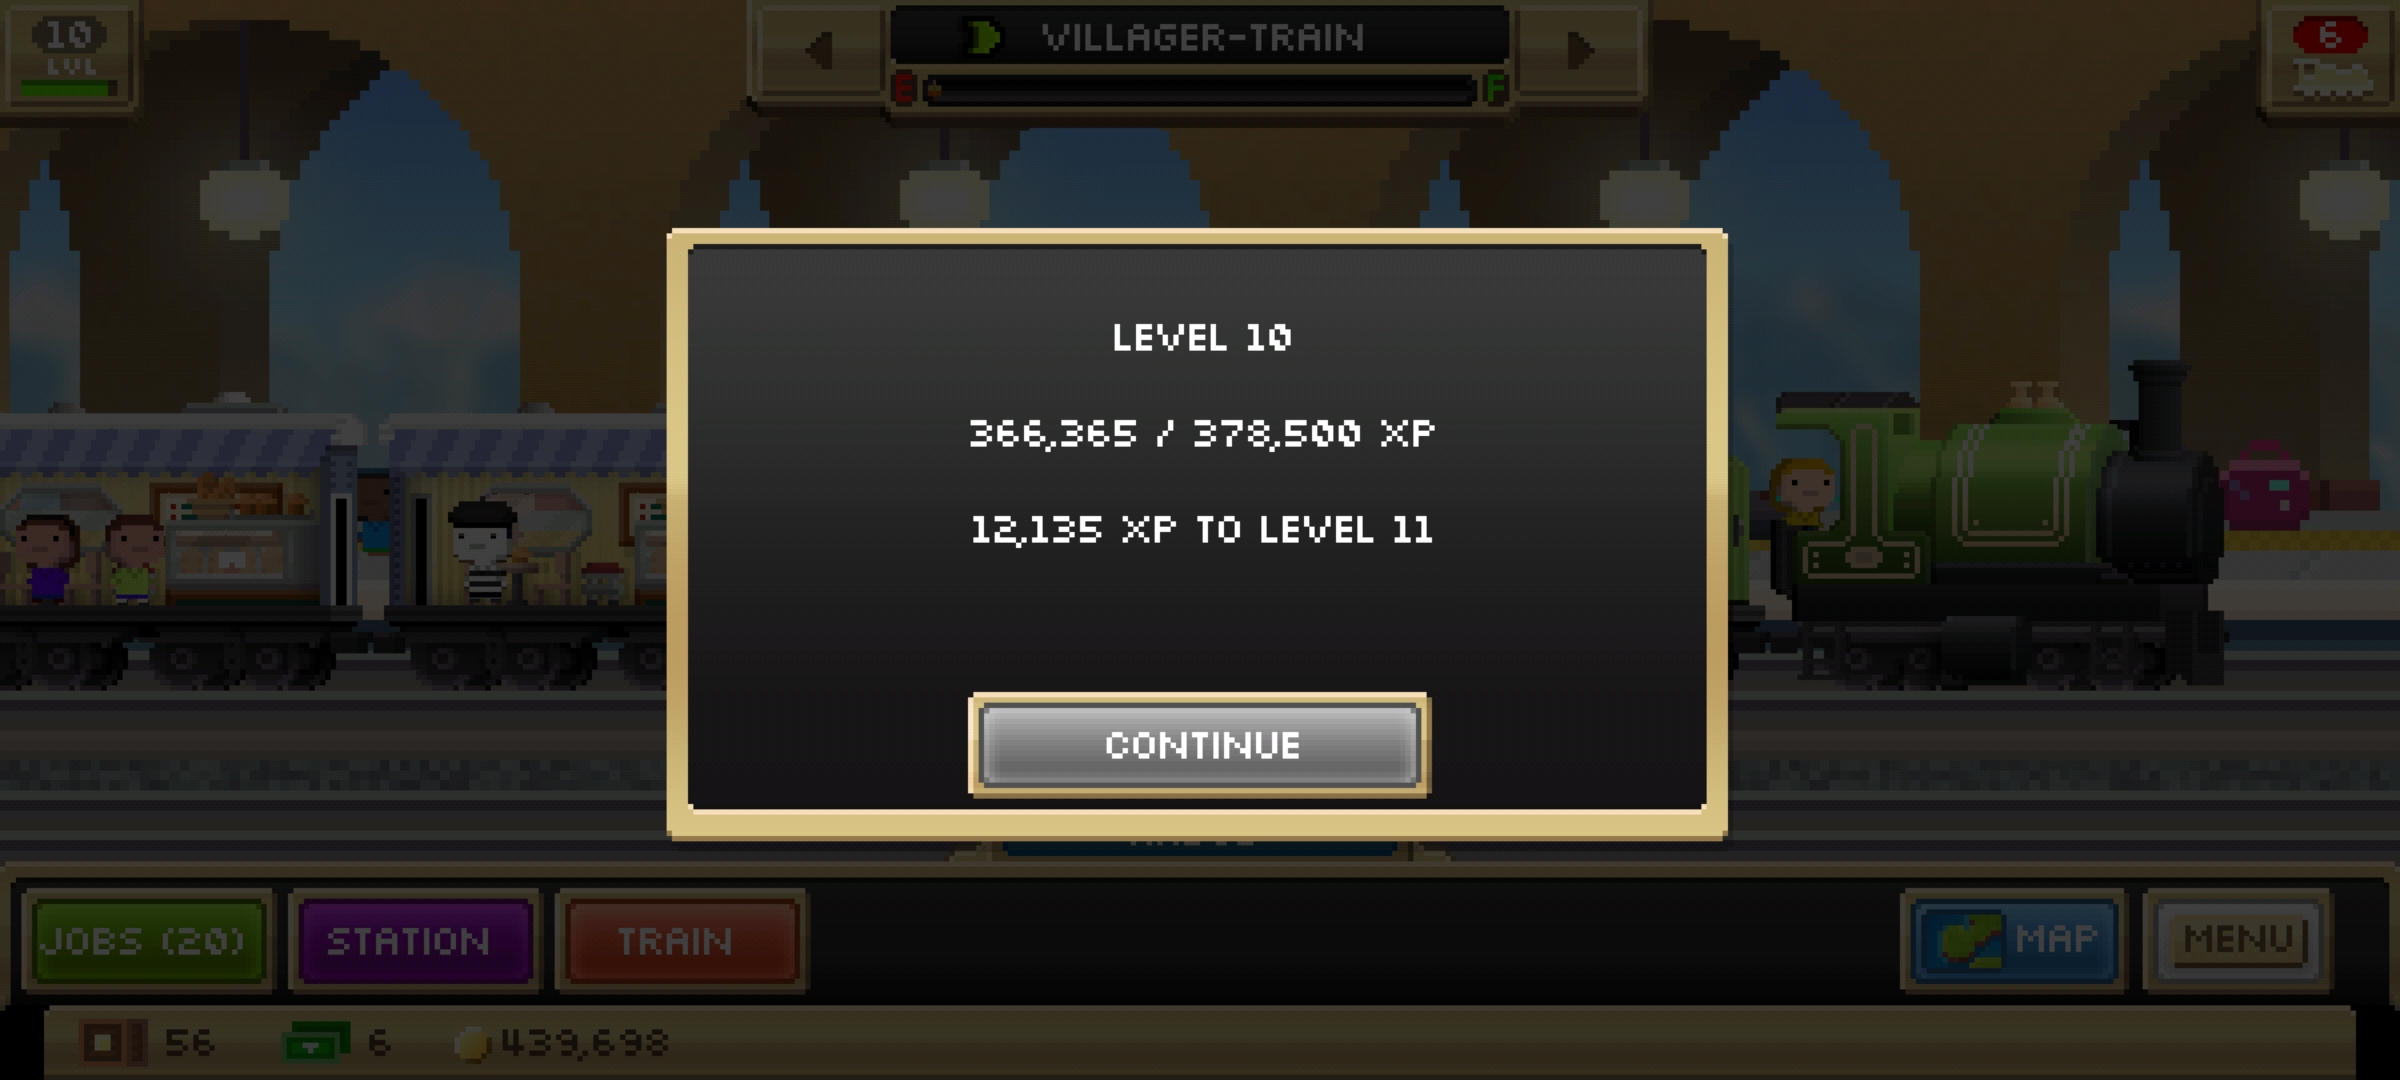 10
LVL
VILLAGER-TRAIN
E F
6
LEVEL 10
366,365 / 378,500 XP
12,135 XP TO LEVEL 11
CONTINUE
JOBS (20)
STATION
TRAIN
MAP
MENU
56
6
439,698